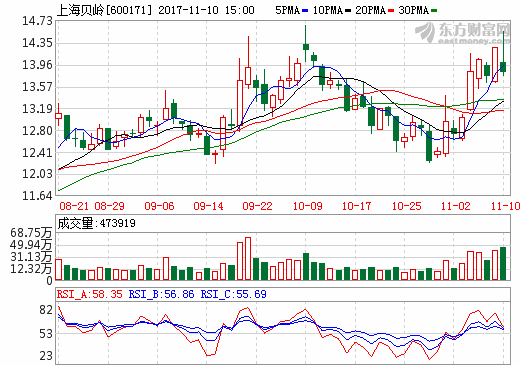 上海贝岭[600171] 2017-11-10 15:00 5PMA 10PMA 20PMA 30PMA
东方财富网
eastmoney.com
14.73
14.35
13.96
13.57
13.19
12.80
12.41
12.03
11.64
08-21 08-29 09-06 09-14 09-22 10-09 10-17 10-25 11-02 11-10
成交量:473919
68.75万
49.94万
31.13万
12.32万
0
RSI_A:58.35 RSI_B:56.86 RSI_C:55.69
82
53
23